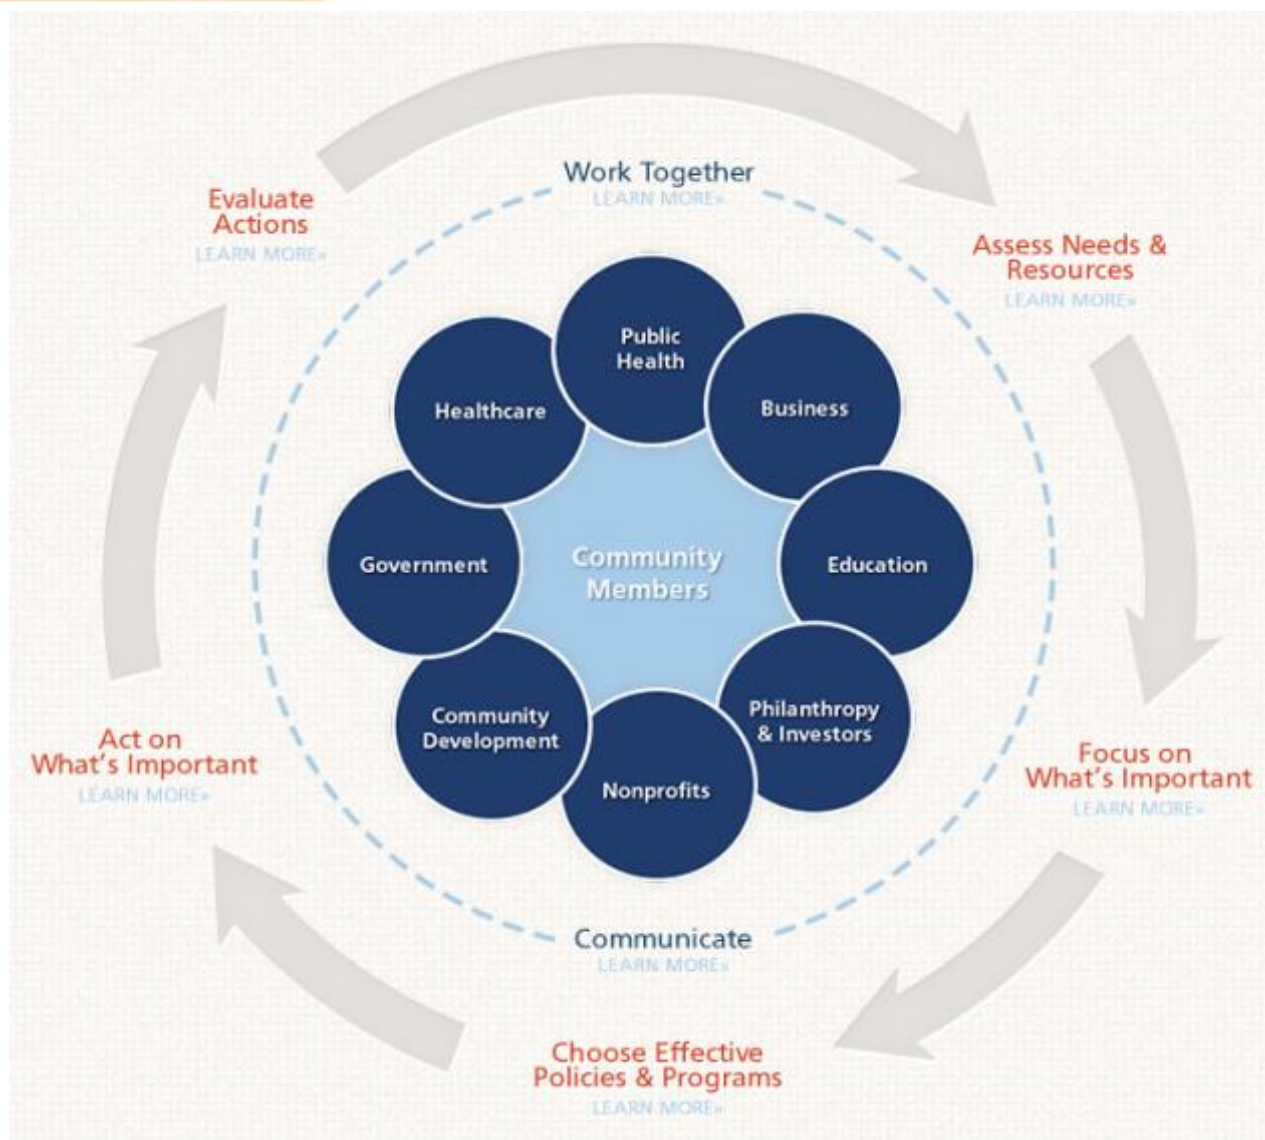 Work Together
LEARN MORE»
Evaluate
Actions
LEARN MORE»
Assess Needs &
Resources
LEARN MORE»
Public
Health
Healthcare
Business
Government
Community
Members
Education
Community
Development
Philanthropy
& Investors
Nonprofits
Act on
What's Important
LEARN MORE»
Focus on
What's Important
LEARN MORE»
Communicate
LEARN MORE»
Choose Effective
Policies & Programs
LEARN MORE»